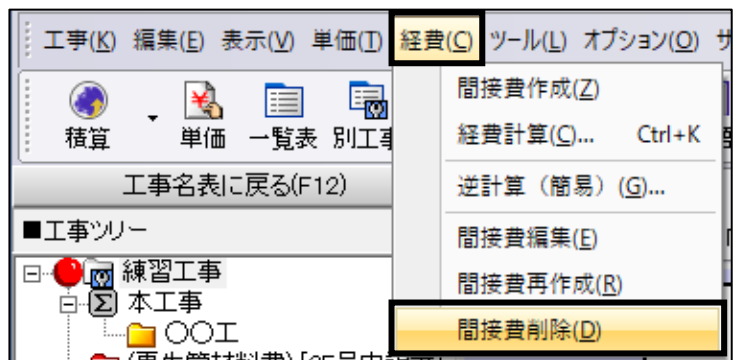 工事(K) 編集(E) 表示(V) 単価(T) 経費(C) ツール(L) オプション(O) サ
積算 単価 一覧表 別工事
工事名表に戻る(F12)
■工事ツリー
練習工事
本工事
〇〇工
間接費作成(Z)
経費計算(C)... Ctrl+K
逆計算（簡易）(G)...
間接費編集(E)
間接費再作成(R)
間接費削除(D)